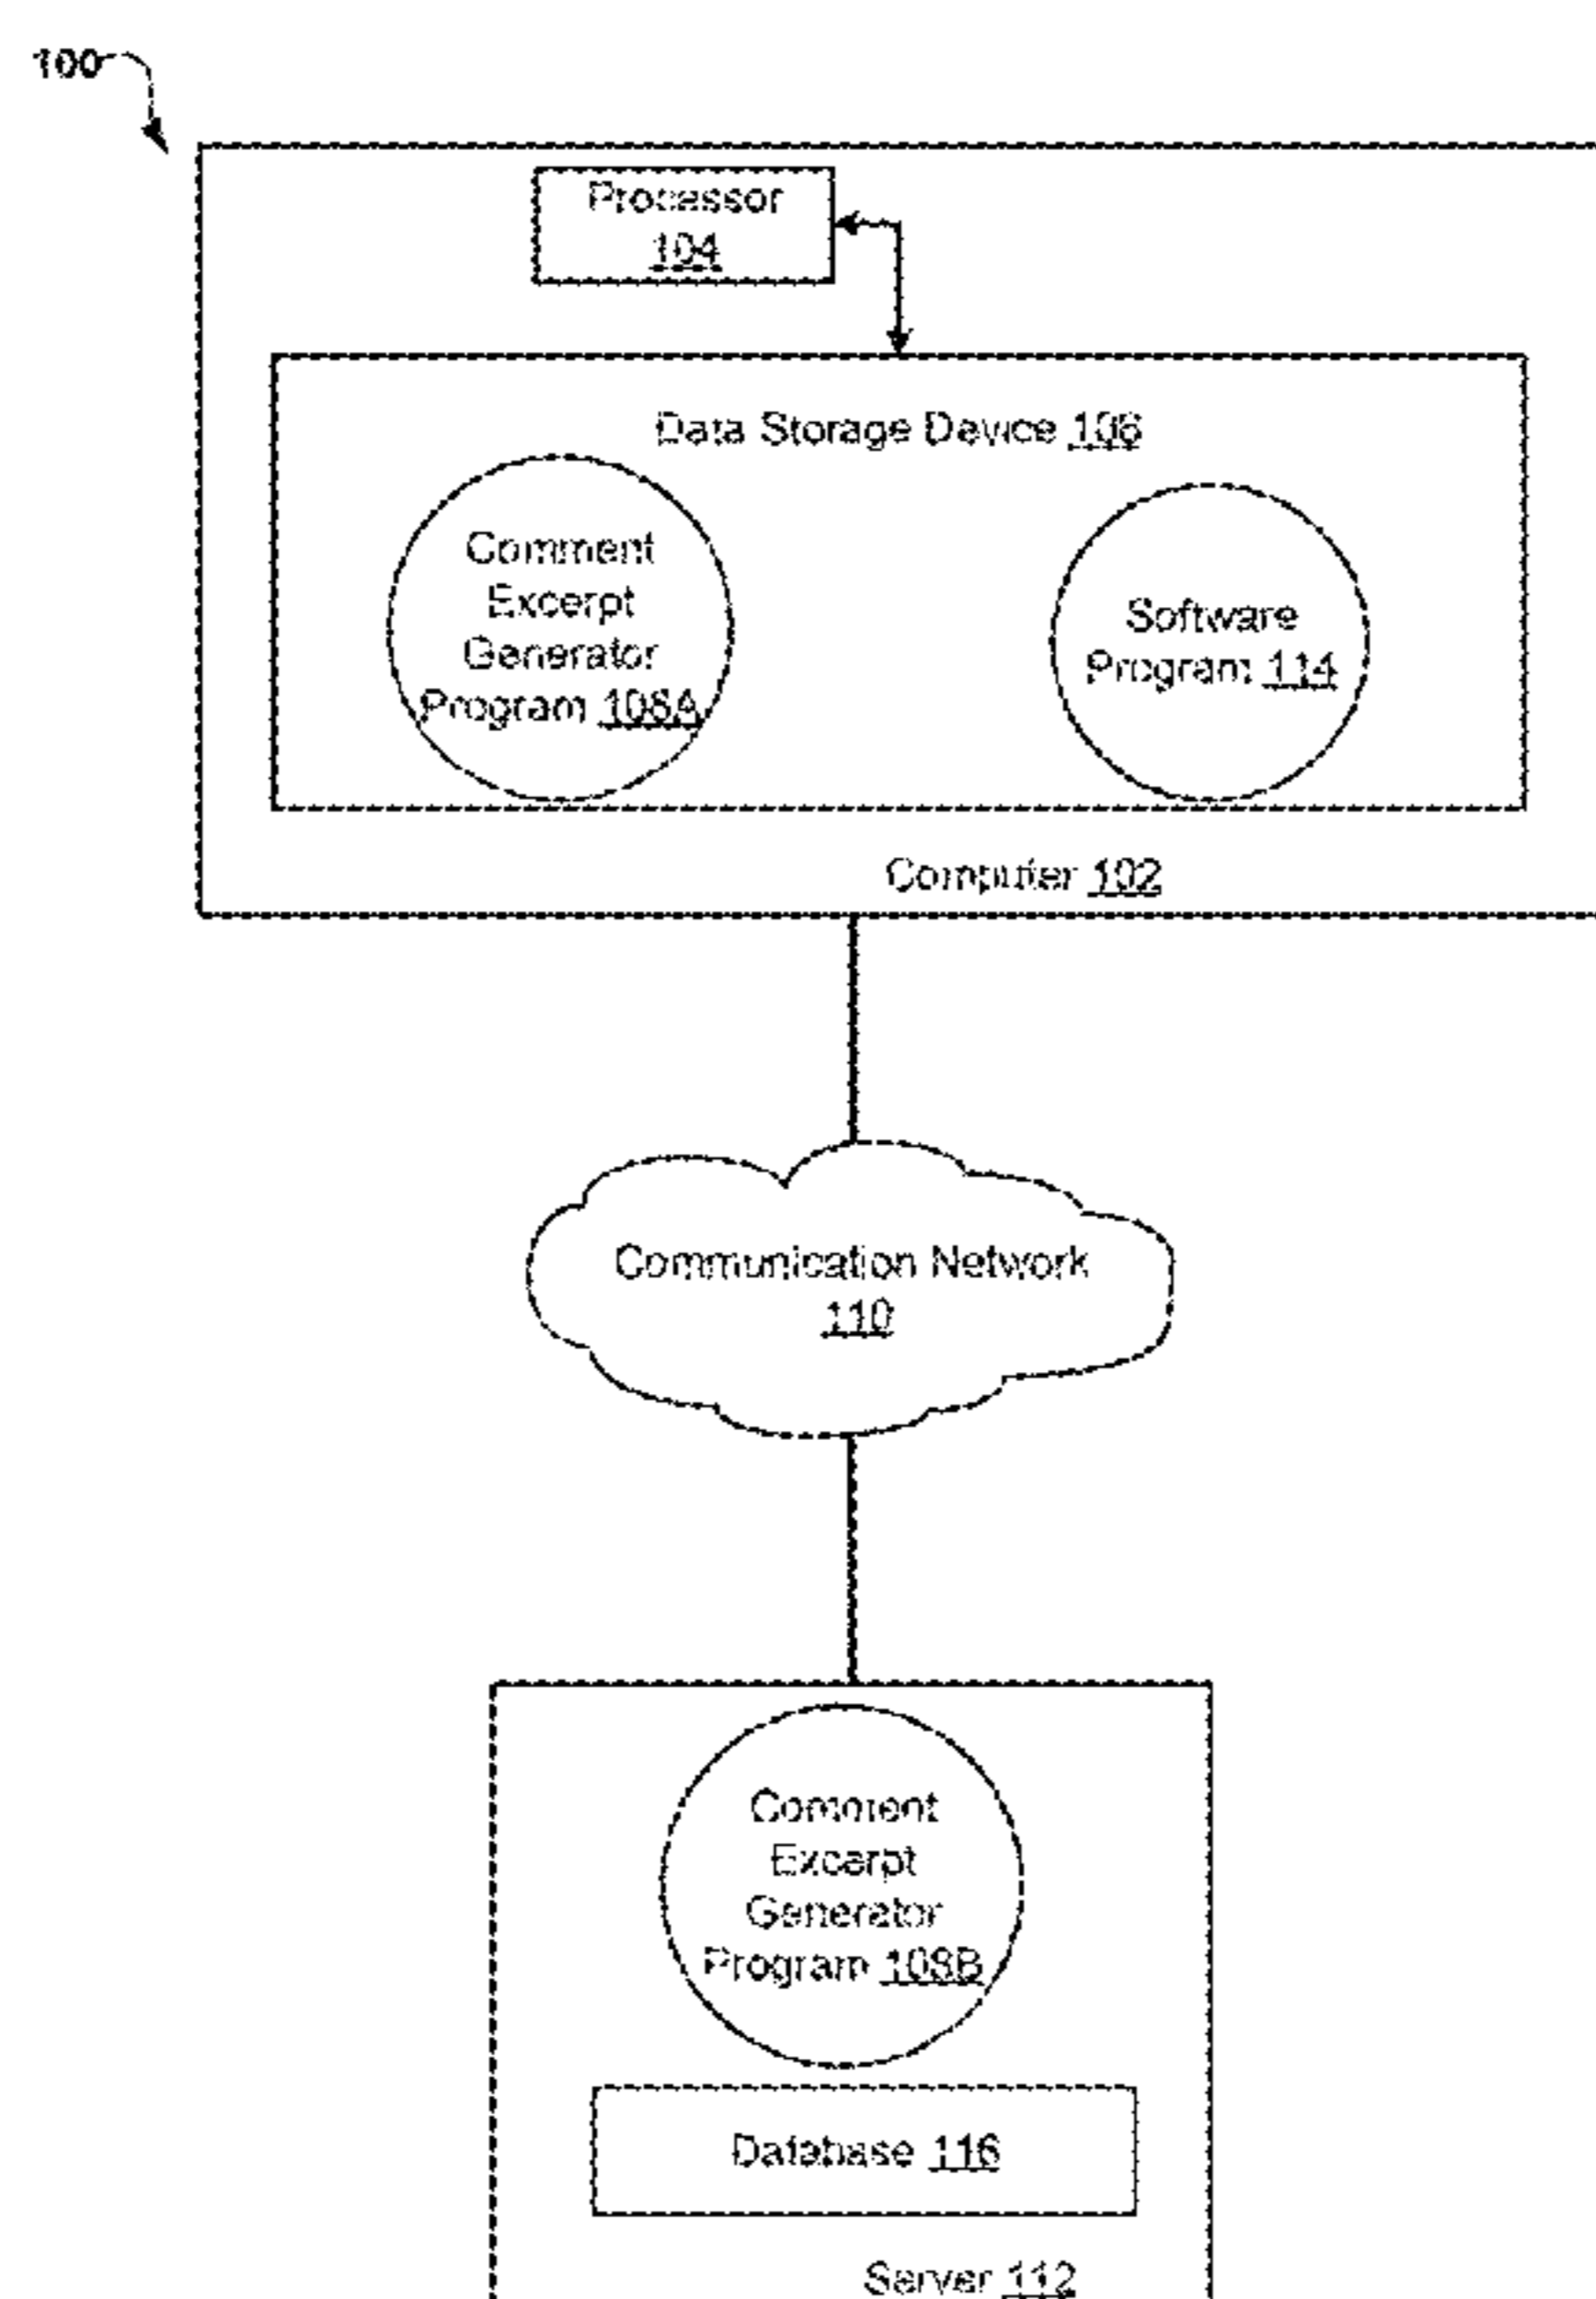 100
Processor
104
Data Storage Device 106
Comment
Excerpt
Generator
Program 108A
Software
Program 114
Computer 102
Communication Network
110
Comment
Excerpt
Generator
Program 108B
Database 116
Server 112